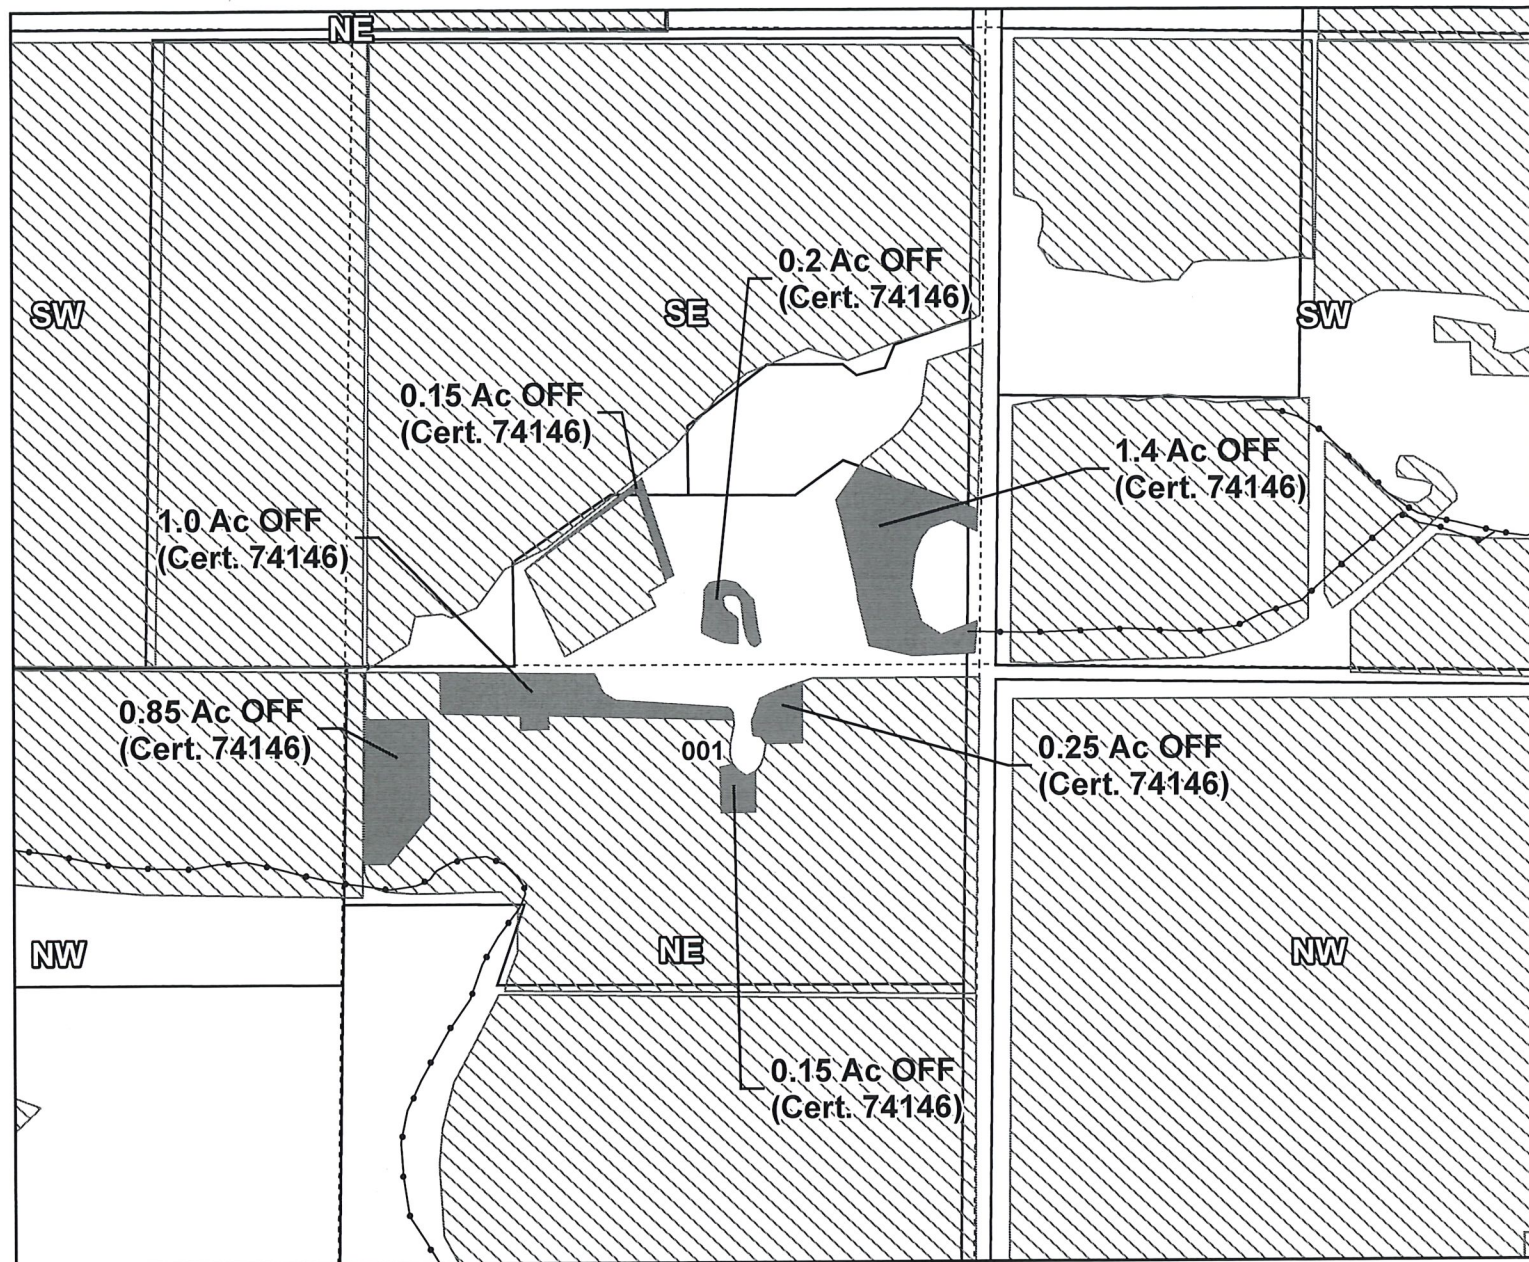 NE
0.2 Ac OFF
(Cert. 74146)
SW
SE
SW
0.15 Ac OFF
(Cert. 74146)
1.4 Ac OFF
(Cert. 74146)
1.0 Ac OFF
(Cert. 74146)
0.85 Ac OFF
(Cert. 74146)
001
0.25 Ac OFF
(Cert. 74146)
NW
NE
NW
0.15 Ac OFF
(Cert. 74146)